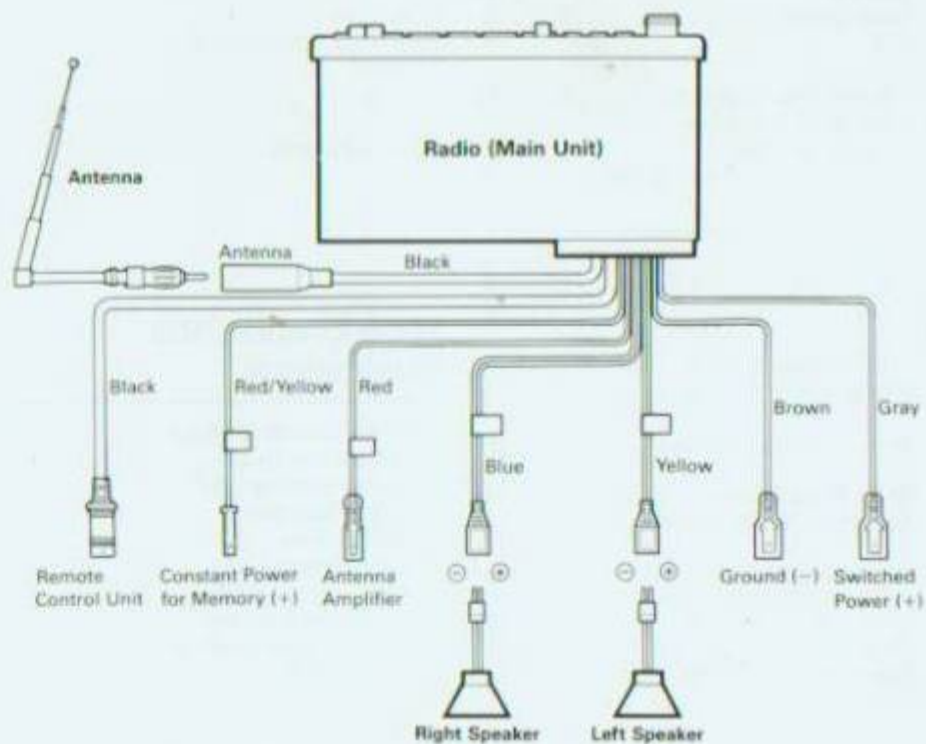 Radio (Main Unit)
Antenna
Antenna
Black
Black
Red/Yellow
Red
Blue
Yellow
Brown
Gray
Remote
Control Unit
Constant Power
for Memory (+)
Antenna
Amplifier
⊖ ⊕
⊖ ⊕
Ground (−)
Switched
Power (+)
Right Speaker
Left Speaker